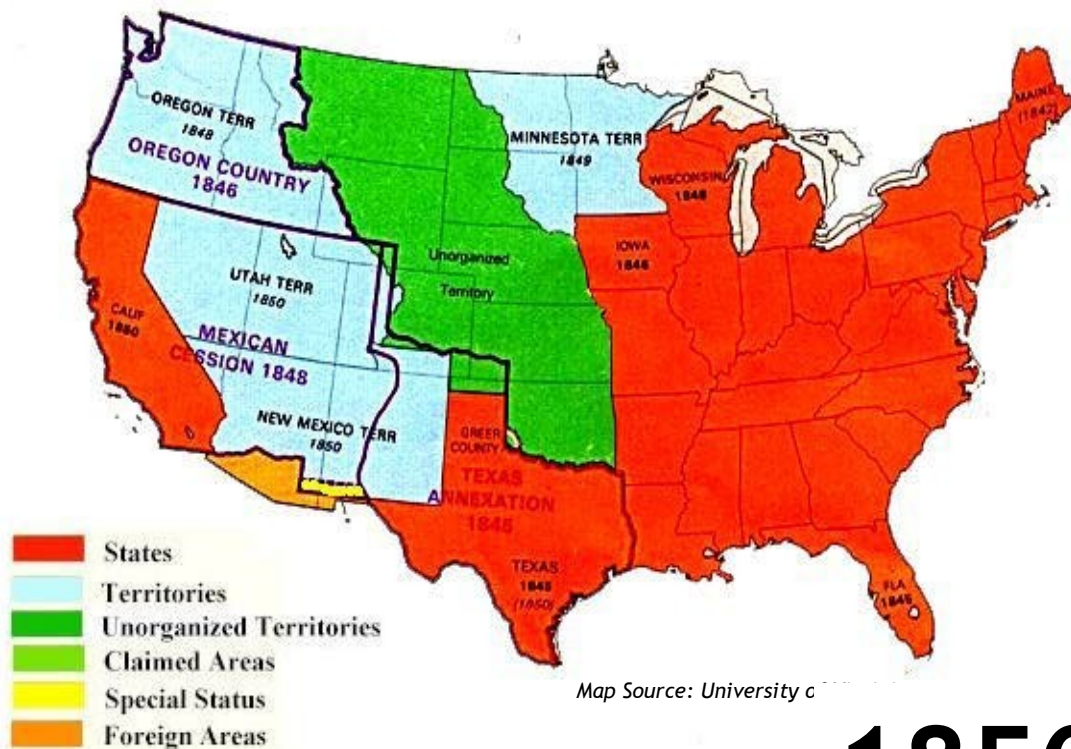 OREGON TERR
1848
OREGON COUNTRY
1846
MINNESOTA TERR
1849
MAINE
(1842)
WISCONSIN
1848
IOWA
1846
Unorganized
Territory
UTAH TERR
1850
CALIF
1850
MEXICAN
CESSION 1848
NEW MEXICO TERR
1850
GREER
COUNTY
TEXAS
ANNEXATION
1845
TEXAS
1845
(1850)
FLA
1845
States
Territories
Unorganized Territories
Claimed Areas
Special Status
Foreign Areas
Map Source: University